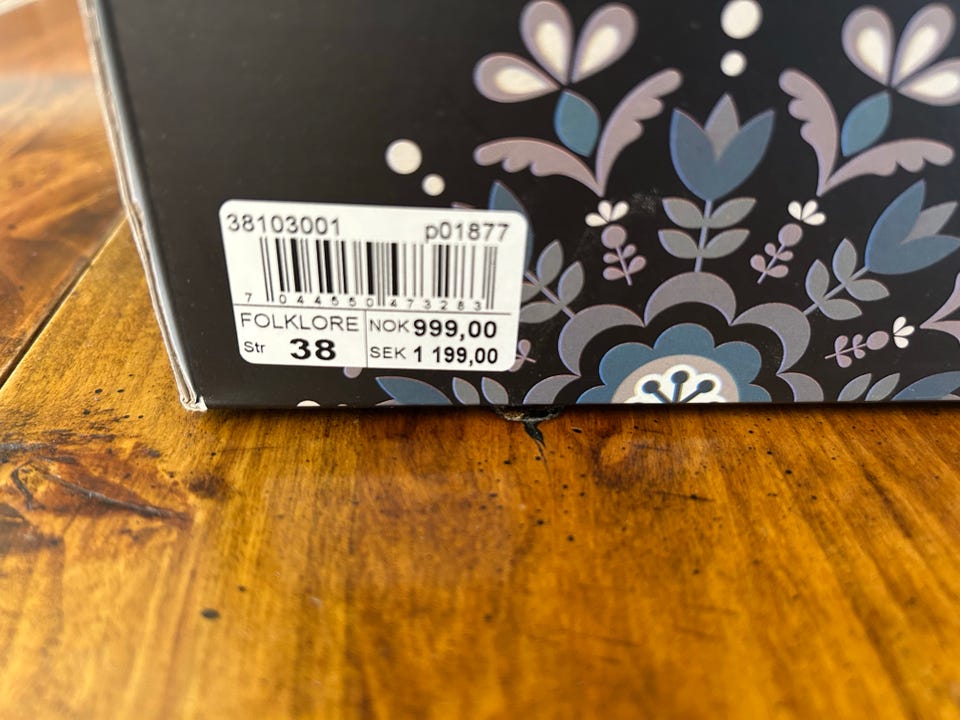 38103001 p01877
7 044550 473283
FOLKLORE NOK 999,00
Str 38 SEK 1 199,00